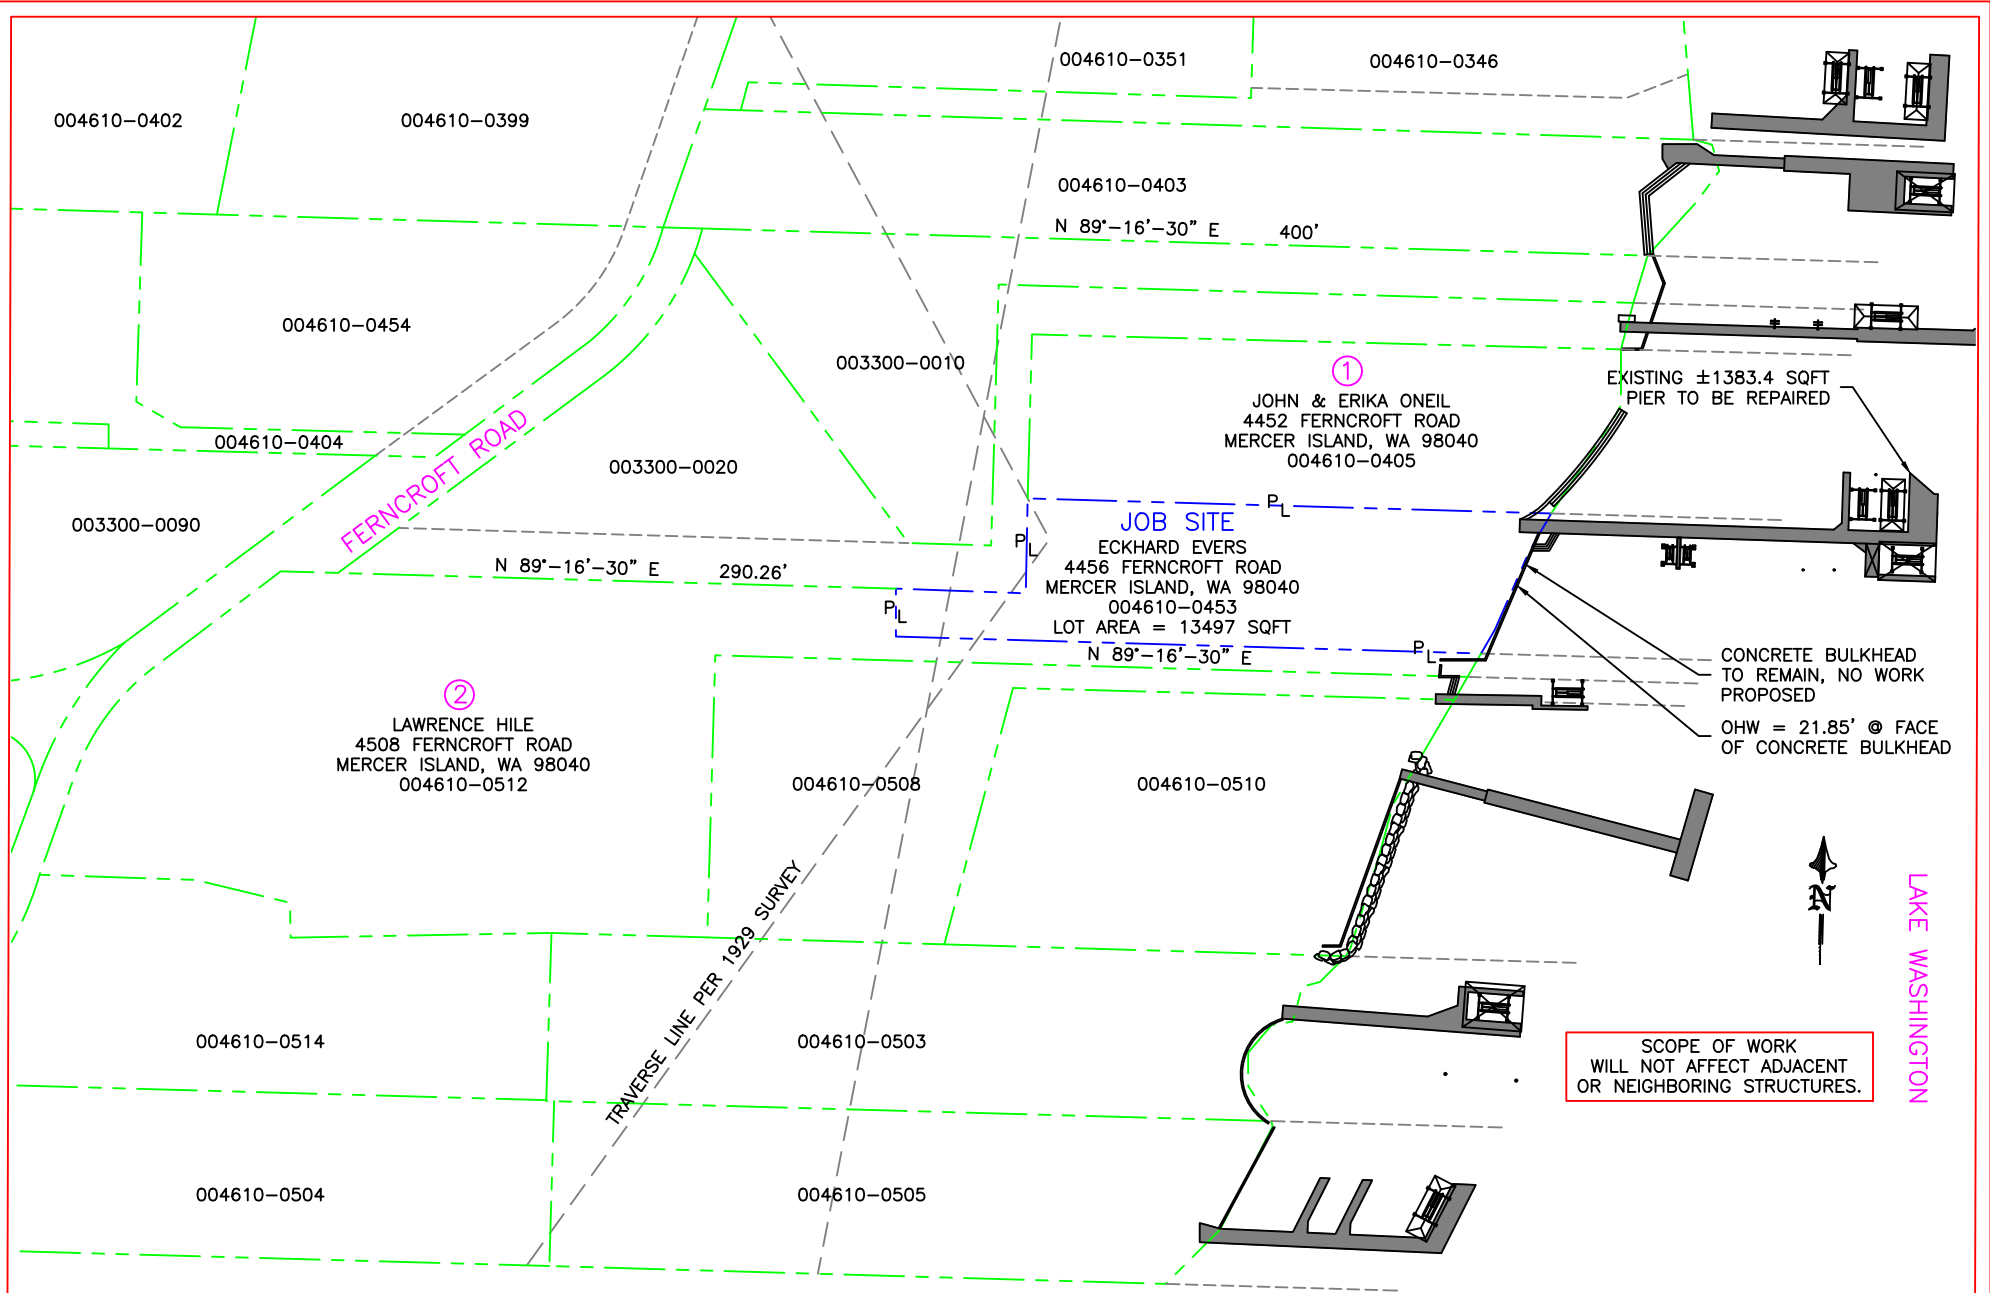 004610-0351
004610-0346
004610-0402
004610-0399
004610-0403
N 89°-16'-30" E 400'
004610-0454
003300-0010
1
JOHN & ERIKA ONEIL
4452 FERNCROFT ROAD
MERCER ISLAND, WA 98040
004610-0405
EXISTING ±1383.4 SQFT
PIER TO BE REPAIRED
004610-0404
FERNCROFT ROAD
003300-0020
003300-0090
PL
JOB SITE
PL
ECKHARD EVERS
4456 FERNCROFT ROAD
MERCER ISLAND, WA 98040
004610-0453
LOT AREA = 13497 SQFT
N 89°-16'-30" E 290.26'
PL
PL
N 89°-16'-30" E
CONCRETE BULKHEAD
TO REMAIN, NO WORK
PROPOSED
OHW = 21.85' @ FACE
OF CONCRETE BULKHEAD
2
LAWRENCE HILE
4508 FERNCROFT ROAD
MERCER ISLAND, WA 98040
004610-0512
004610-0508
004610-0510
TRAVERSE LINE PER 1929 SURVEY
N
LAKE WASHINGTON
004610-0514
004610-0503
SCOPE OF WORK
WILL NOT AFFECT ADJACENT
OR NEIGHBORING STRUCTURES.
004610-0504
004610-0505